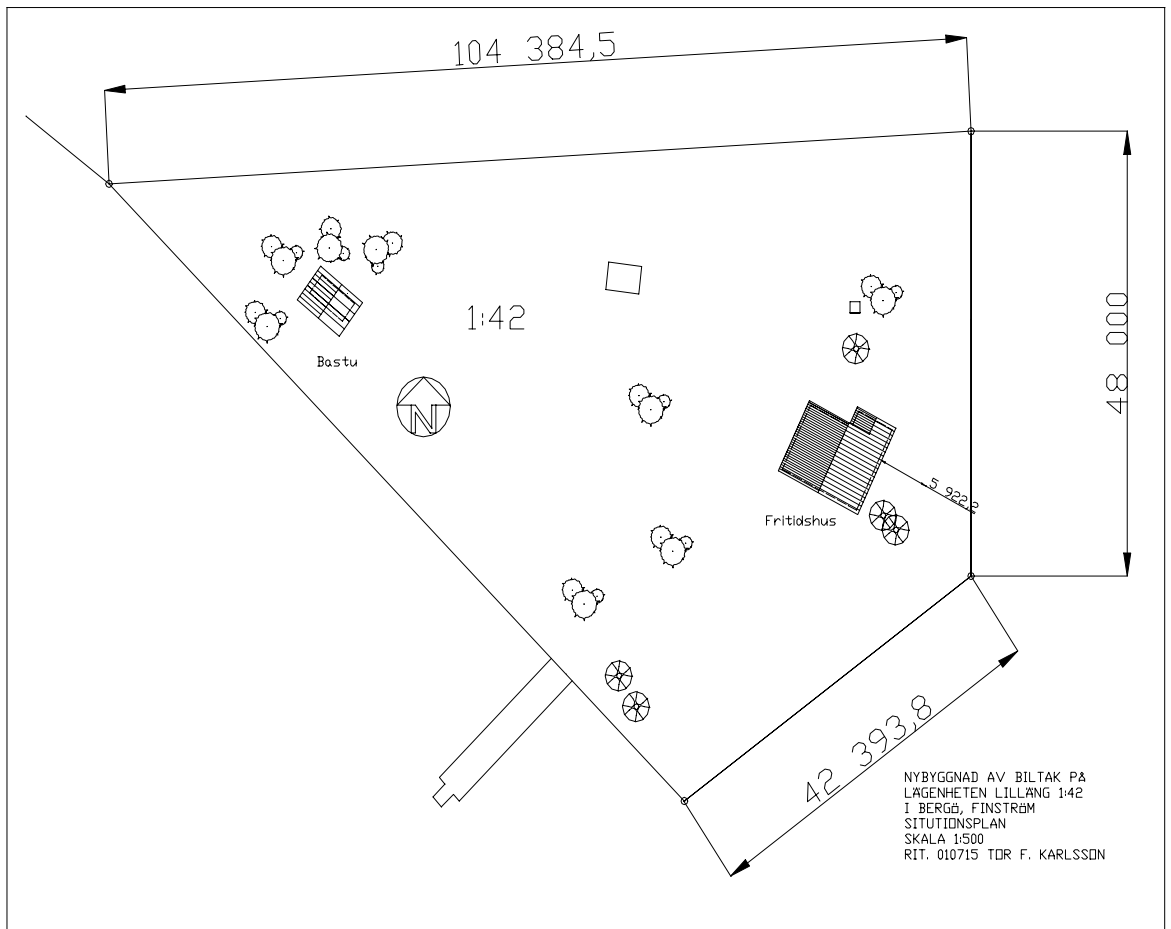 104 384,5
1:42
Bastu
N
48 000
5 922,2
Fritidshus
42 393,8
NYBYGGNAD AV BILTAK PÅ
LÄGENHETEN LILLÄNG 1:42
I BERGÖ, FINSTRÖM
SITUTIONSPLAN
SKALA 1:500
RIT. 010715 TOR F. KARLSSON